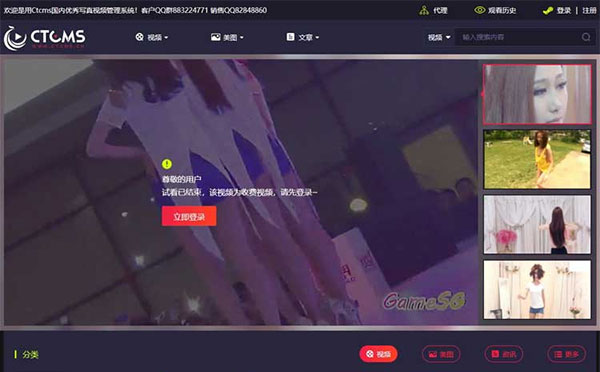 欢迎是用Ctcms国内优秀写真视频管理系统！客户QQ群883224771 销售QQ82848860
代理
观看历史
登录 | 注册
CTCMS
WWW.CTCMS.CN
视频
美图
文章
视频
输入搜索内容
尊敬的用户
试看已结束，该视频为收费视频，请先登录~
立即登录
GameSG
分类
视频
美图
资讯
更多